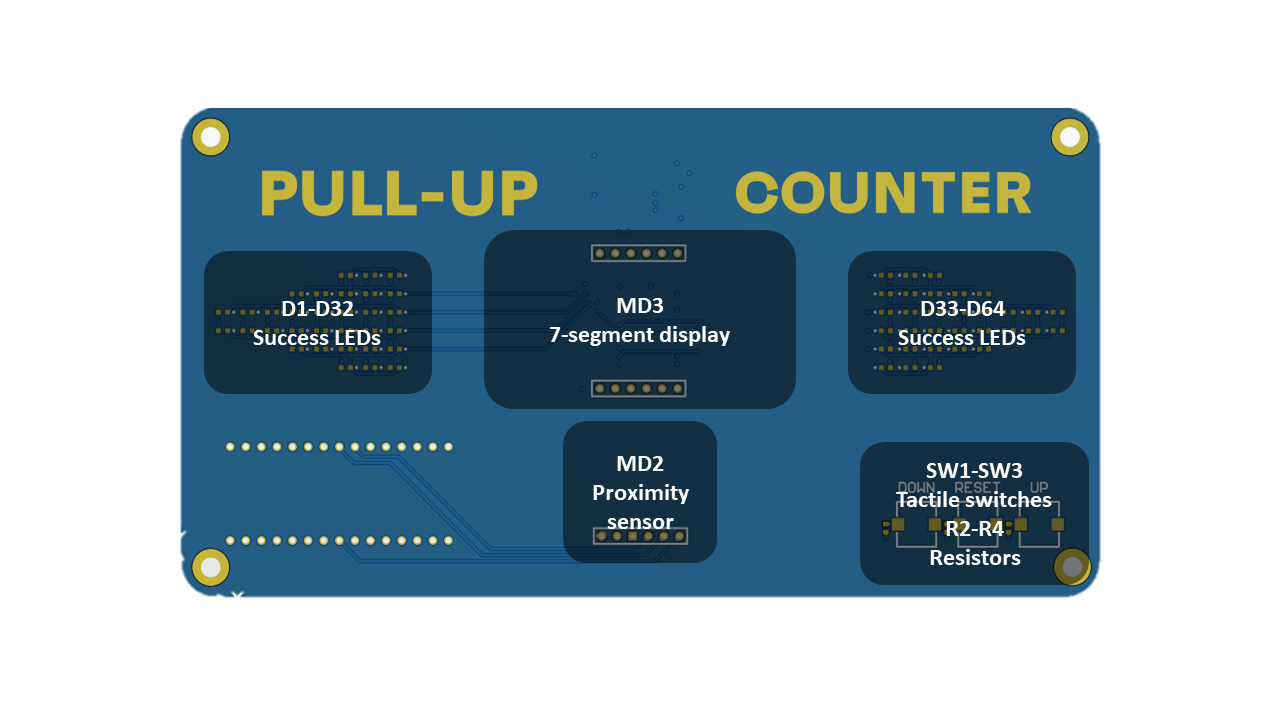 PULL-UP COUNTER
D1-D32
Success LEDs
MD3
7-segment display
D33-D64
Success LEDs
MD2
Proximity
sensor
SW1-SW3
DOWN RESET UP
Tactile switches
R2-R4
Resistors